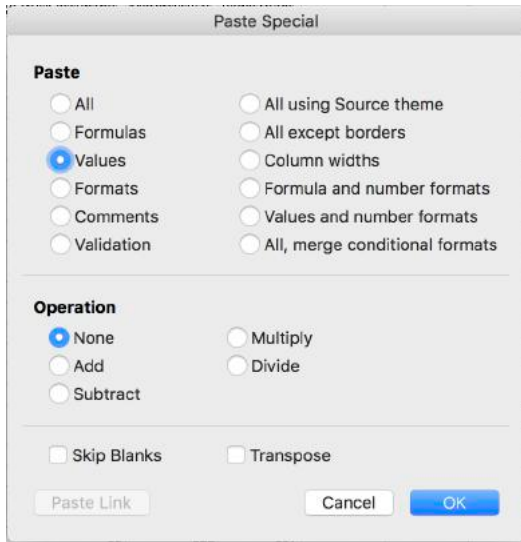 Paste Special
Paste
All
All using Source theme
Formulas
All except borders
Values
Column widths
Formats
Formula and number formats
Comments
Values and number formats
Validation
All, merge conditional formats
Operation
None
Multiply
Add
Divide
Subtract
Skip Blanks
Transpose
Paste Link
Cancel
OK